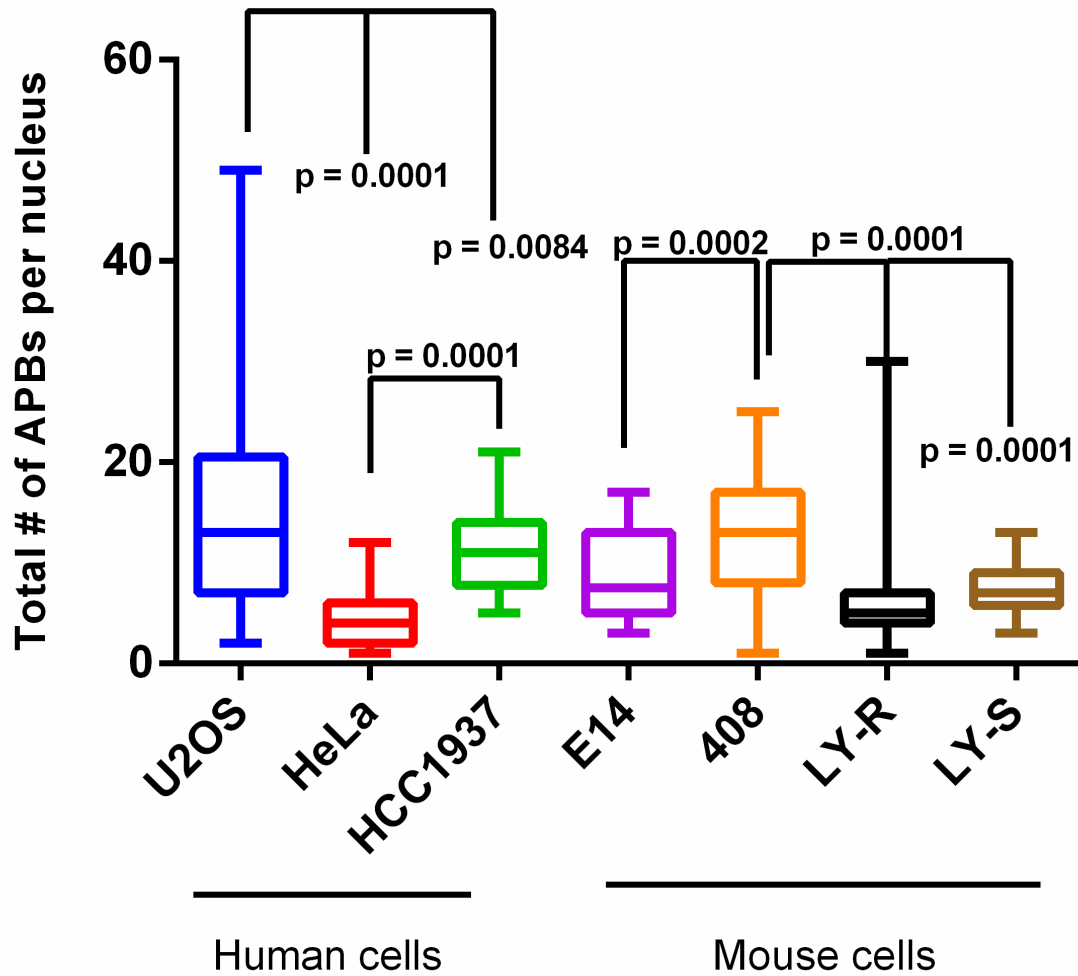 60
p = 0.0001
p = 0.0084
p = 0.0002
p = 0.0001
40
p = 0.0001
p = 0.0001
20
0
Total # of APBs per nucleus
U2OS
HeLa
HCC1937
E14
408
LY-R
LY-S
Human cells
Mouse cells